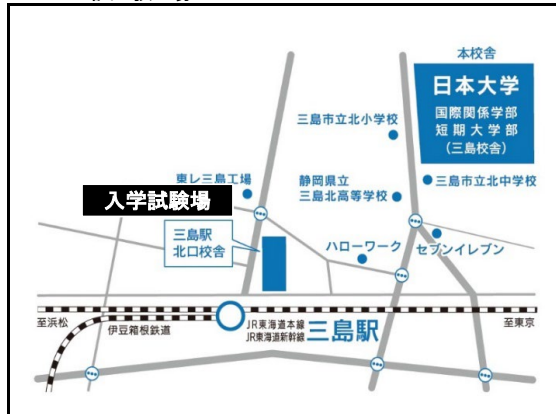 本校舎
日本大学
国際関係学部
短期大学部
(三島校舎)
三島市立北小学校
東レ三島工場
静岡県立
三島北高等学校
三島市立北中学校
入学試験場
三島駅
北口校舎
ハローワーク
セブンイレブン
至浜松
伊豆箱根鉄道
JR東海道本線
JR東海道新幹線
三島駅
至東京